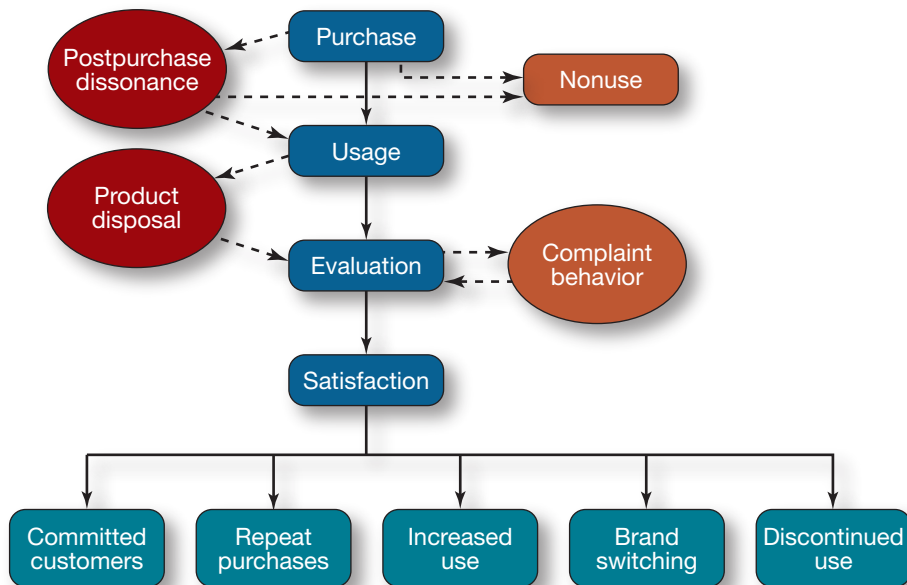 Purchase
Postpurchase
dissonance
Nonuse
Usage
Product
disposal
Evaluation
Complaint
behavior
Satisfaction
Committed
customers
Repeat
purchases
Increased
use
Brand
switching
Discontinued
use